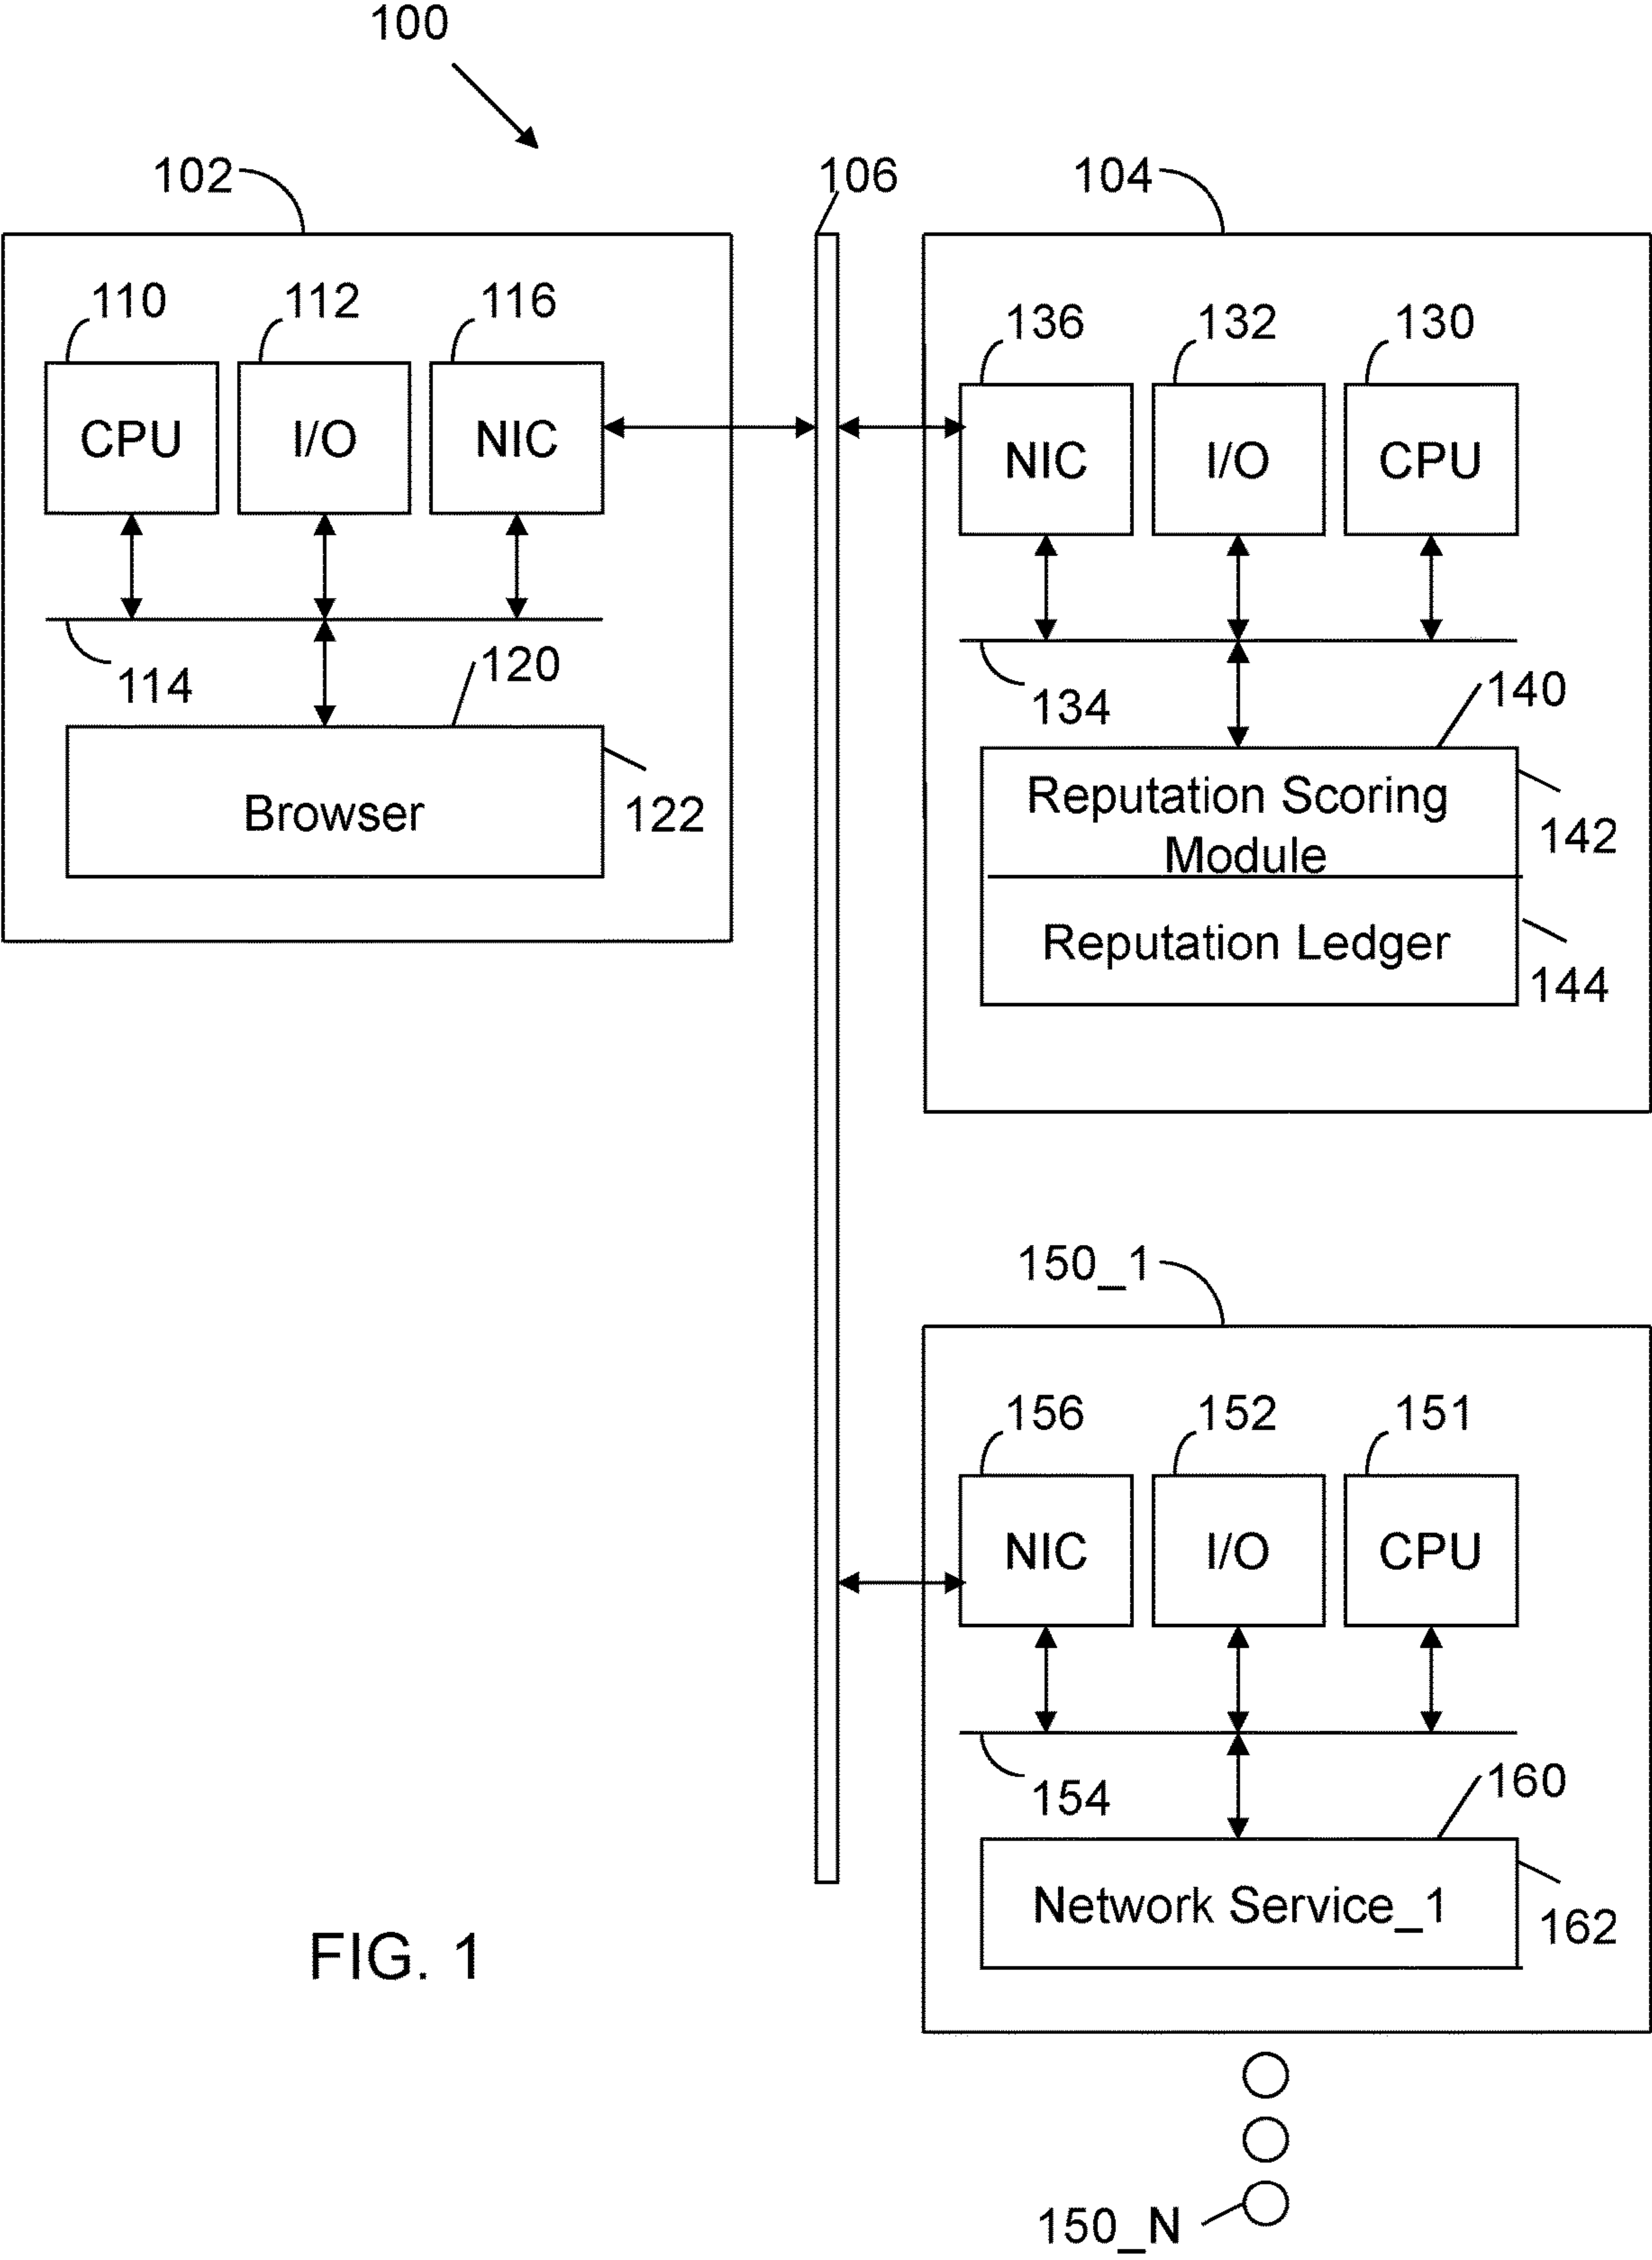 100
102
106
104
110
112
116
136
132
130
CPU
I/O
NIC
NIC
I/O
CPU
114
120
134
140
Browser
122
Reputation Scoring
Module
142
Reputation Ledger
144
150_1
156
152
151
NIC
I/O
CPU
154
160
Network Service_1
162
FIG. 1
150_N